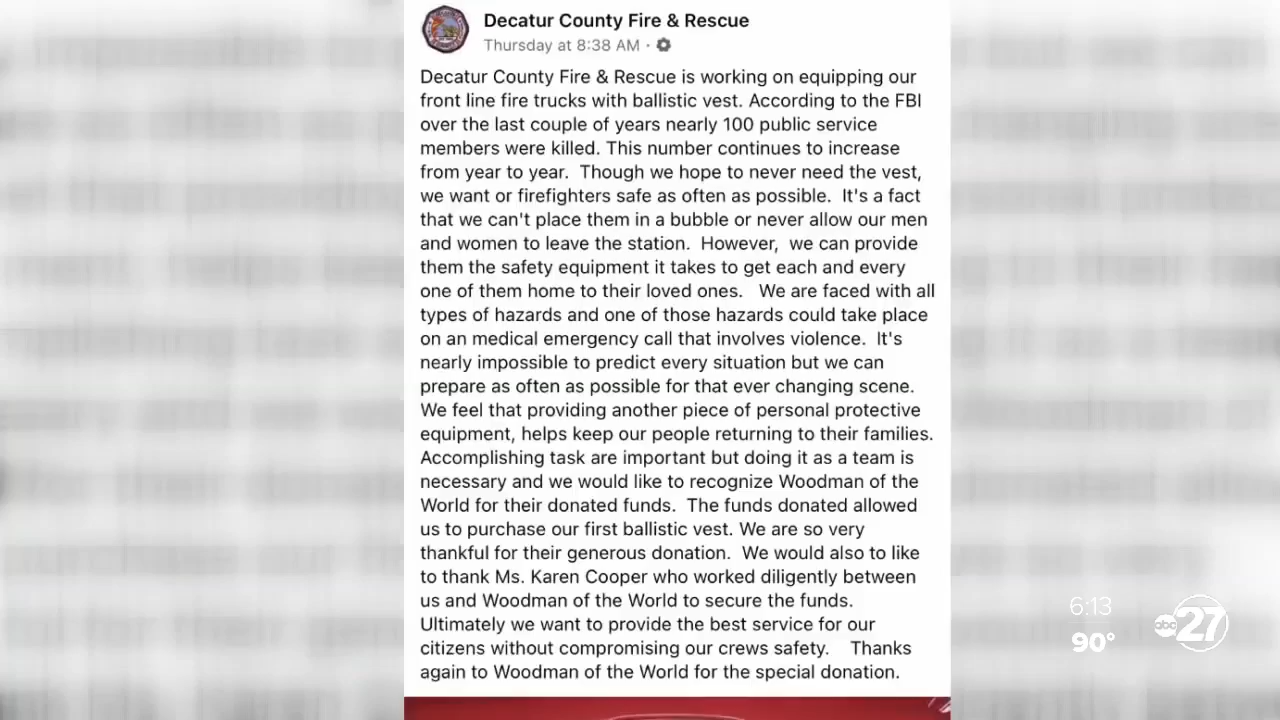 Decatur County Fire & Rescue
Thursday at 8:38 AM ·
Decatur County Fire & Rescue is working on equipping our
front line fire trucks with ballistic vest. According to the FBI
over the last couple of years nearly 100 public service
members were killed. This number continues to increase
from year to year.  Though we hope to never need the vest,
we want or firefighters safe as often as possible.  It's a fact
that we can't place them in a bubble or never allow our men
and women to leave the station.  However,  we can provide
them the safety equipment it takes to get each and every
one of them home to their loved ones.   We are faced with all
types of hazards and one of those hazards could take place
on an medical emergency call that involves violence.  It's
nearly impossible to predict every situation but we can
prepare as often as possible for that ever changing scene.
We feel that providing another piece of personal protective
equipment, helps keep our people returning to their families.
Accomplishing task are important but doing it as a team is
necessary and we would like to recognize Woodman of the
World for their donated funds.  The funds donated allowed
us to purchase our first ballistic vest. We are so very
thankful for their generous donation.  We would also to like
to thank Ms. Karen Cooper who worked diligently between
us and Woodman of the World to secure the funds.
Ultimately we want to provide the best service for our
citizens without compromising our crews safety.    Thanks
again to Woodman of the World for the special donation.
6:13
90°
abc 27